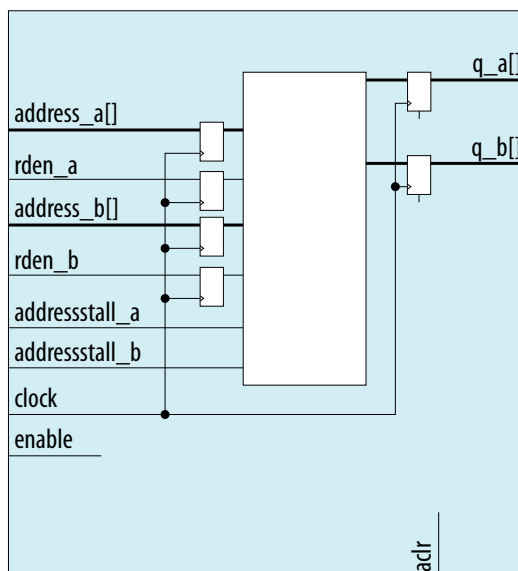 q_a[]
address_a[]
q_b[]
rden_a
address_b[]
rden_b
addressstall_a
addressstall_b
clock
enable
aclr